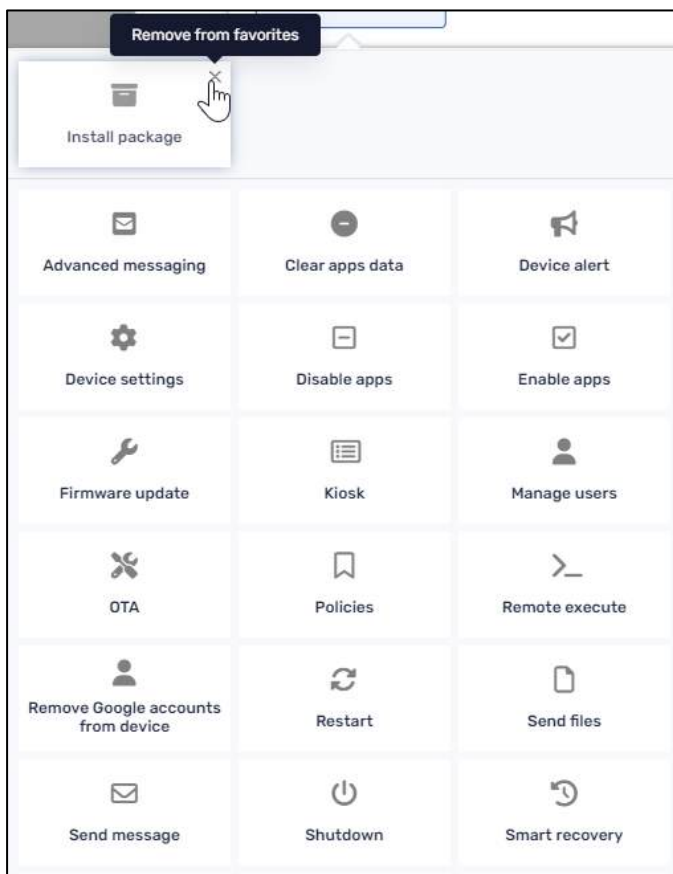 Remove from favorites
Install package
Advanced messaging
Clear apps data
Device alert
Device settings
Disable apps
Enable apps
Firmware update
Kiosk
Manage users
OTA
Policies
Remote execute
Remove Google accounts
from device
Restart
Send files
Send message
Shutdown
Smart recovery